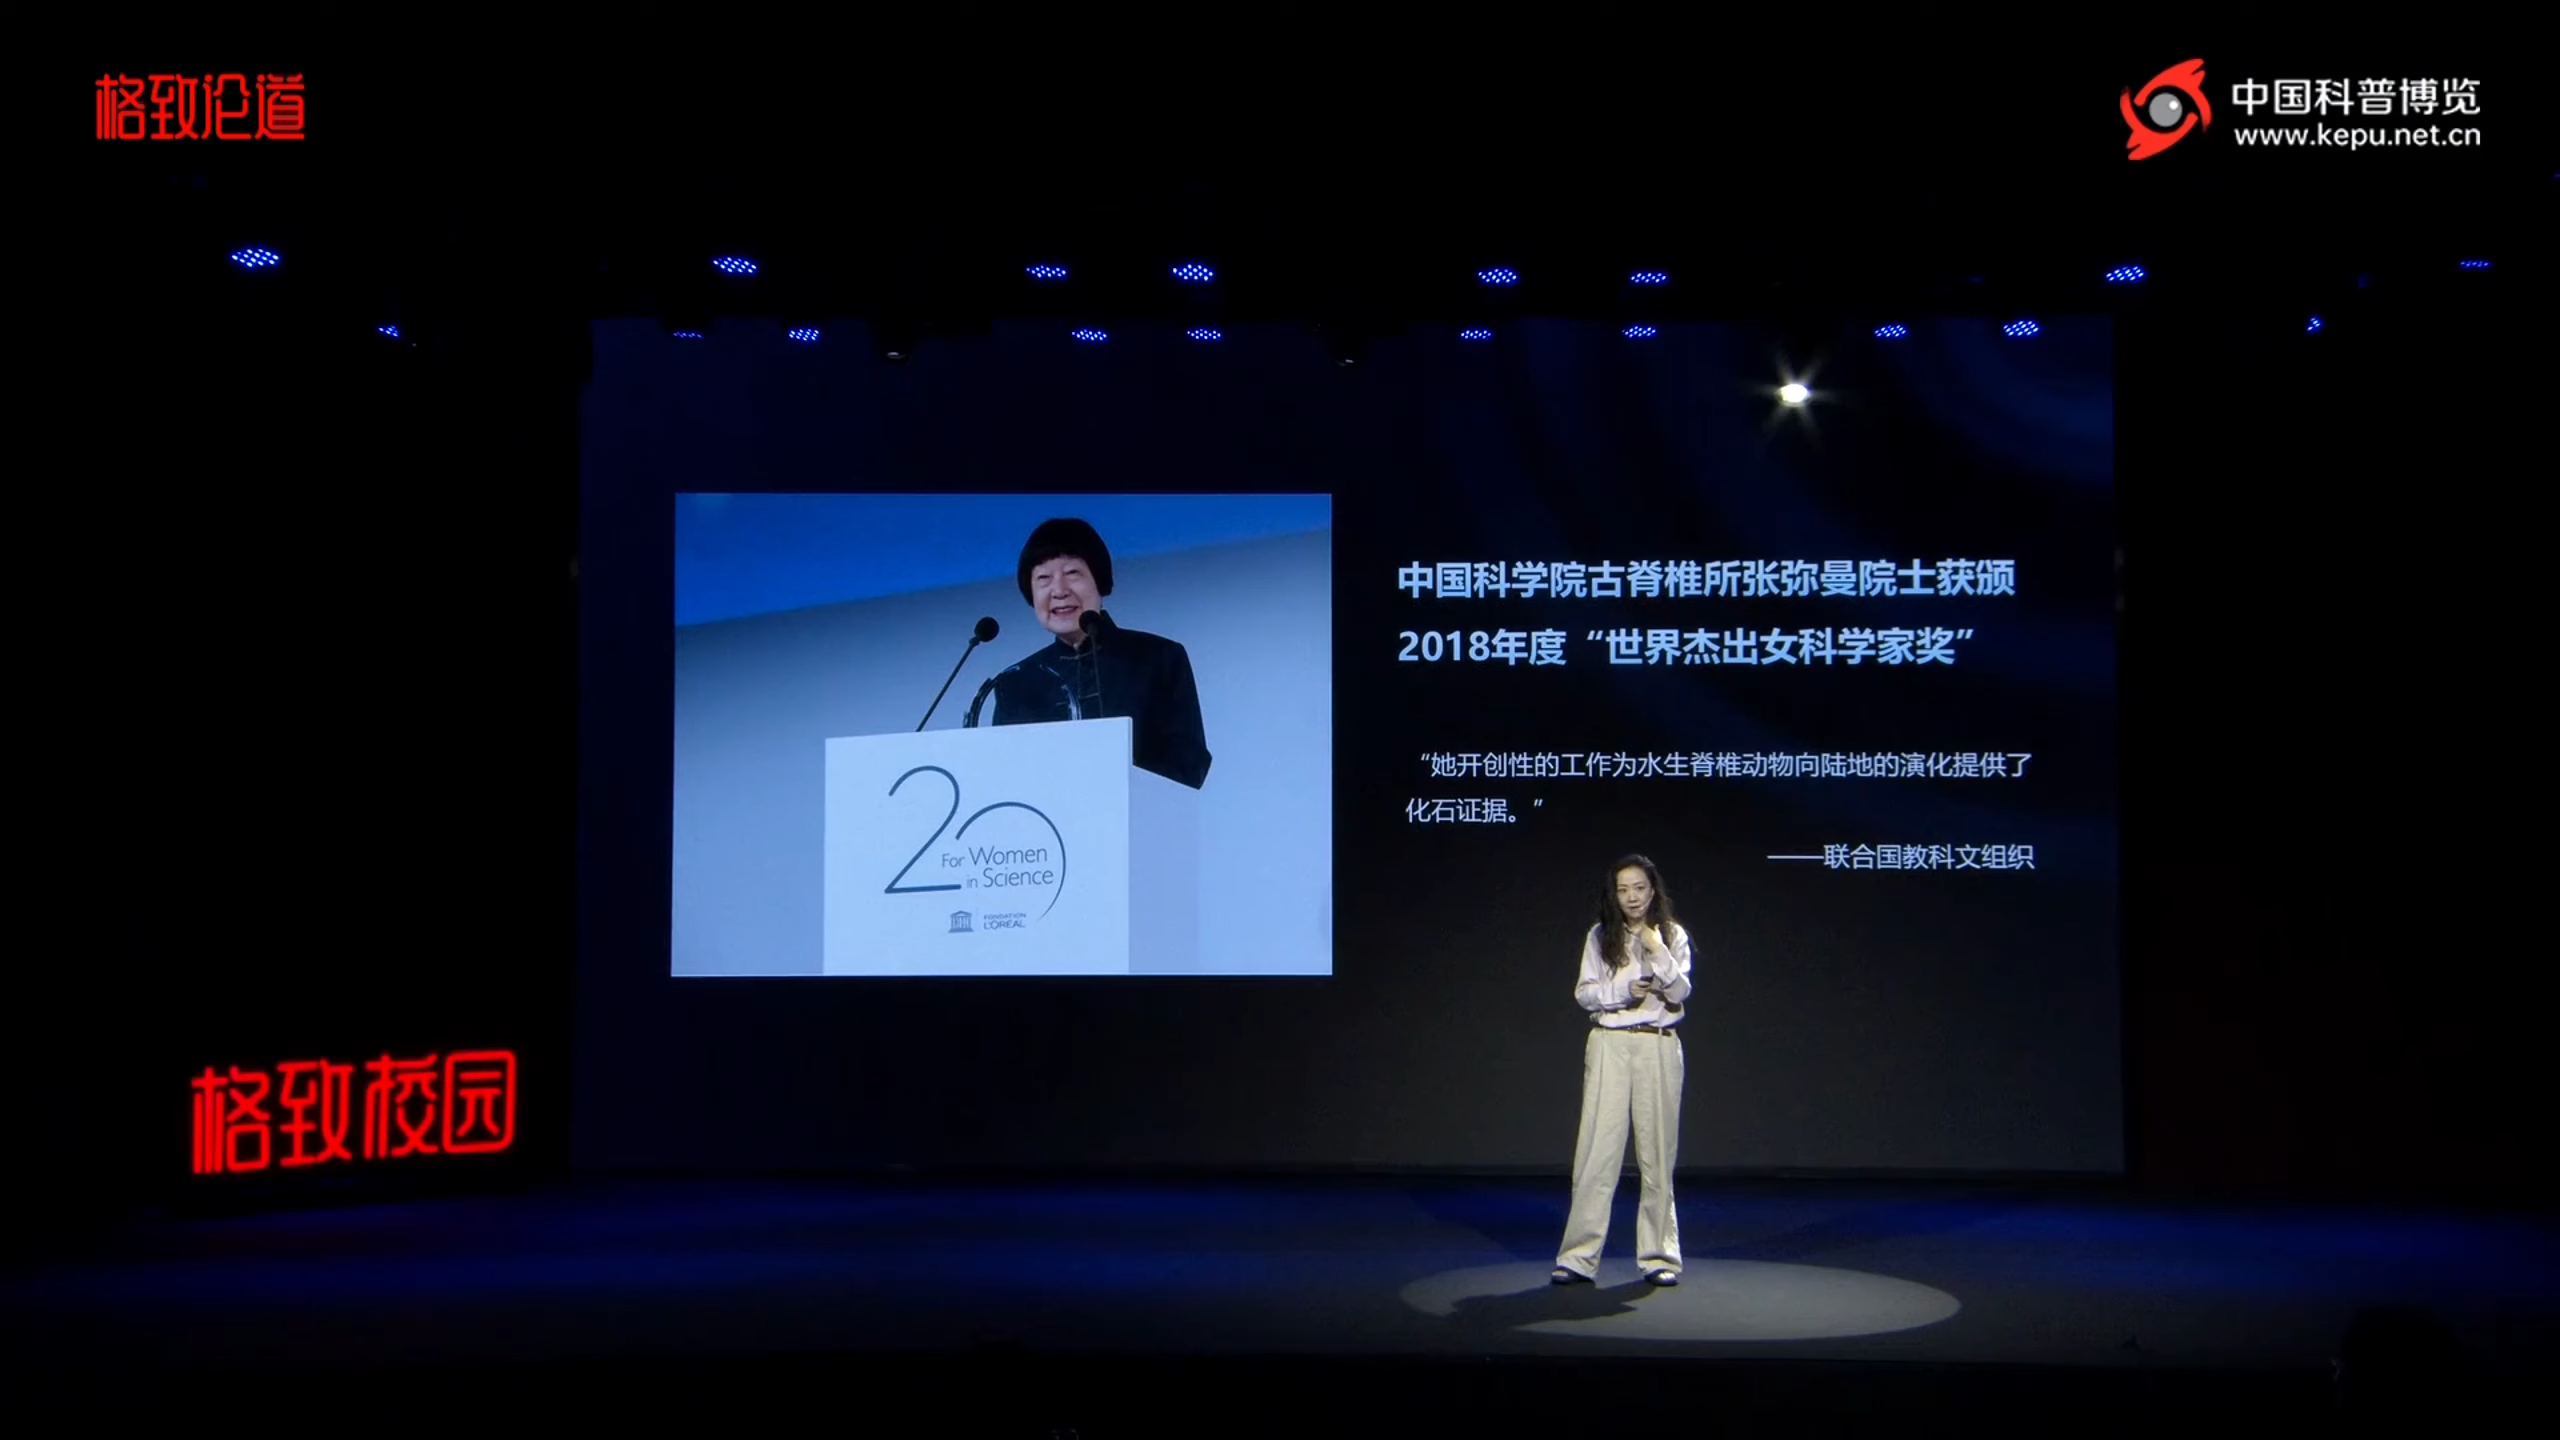 格致论道
中国科普博览
www.kepu.net.cn
中国科学院古脊椎所张弥曼院士获颁
2018年度“世界杰出女科学家奖”
“她开创性的工作为水生脊椎动物向陆地的演化提供了
化石证据。”
——联合国教科文组织
20
For Women
in Science
FONDATION
L'ORÉAL
格致校园